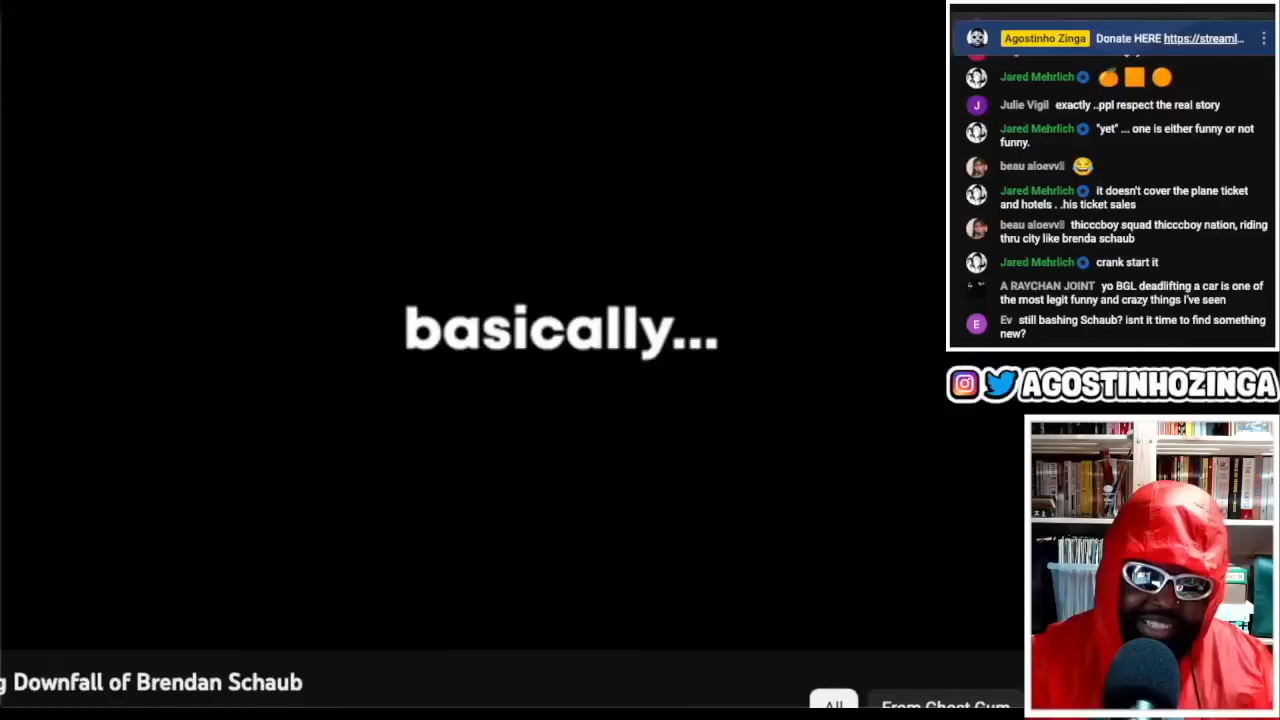 basically...
g Downfall of Brendan Schaub
All
From Ghost Gum
Agostinho Zinga Donate HERE https://streaml...
Jared Mehrlich 🍊 🟧 🟠
Julie Vigil exactly ..ppl respect the real story
Jared Mehrlich "yet" ... one is either funny or not
funny.
beau aloevvll 😂
Jared Mehrlich it doesn't cover the plane ticket
and hotels . .his ticket sales
beau aloevvll thicccboy squad thicccboy nation, riding
thru city like brenda schaub
Jared Mehrlich crank start it
A RAYCHAN JOINT yo BGL deadlifting a car is one of
the most legit funny and crazy things I've seen
Ev still bashing Schaub? isnt it time to find something
new?
AGOSTINHOZINGA